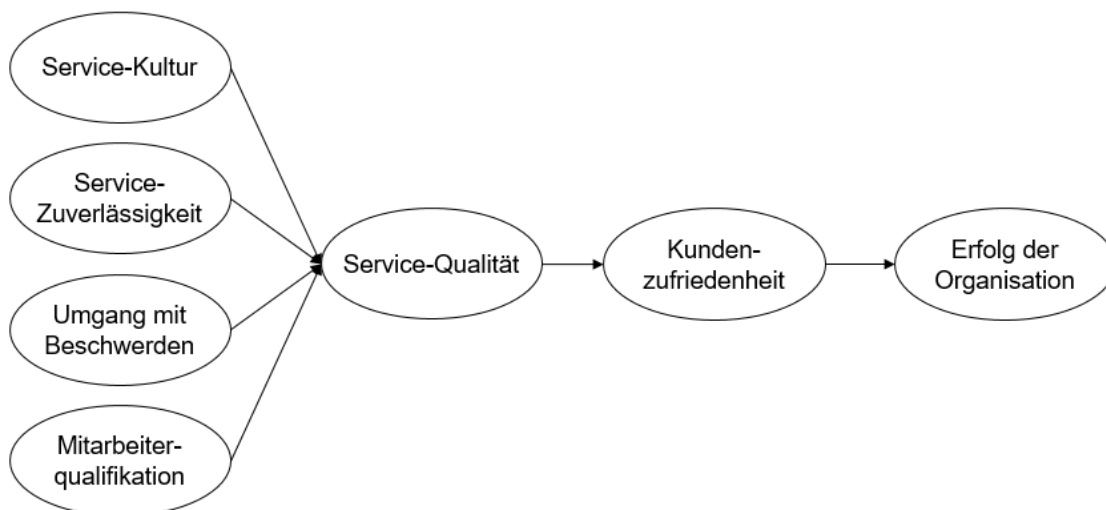 Service-Kultur
Service-
Zuverlässigkeit
Umgang mit
Beschwerden
Mitarbeiter-
qualifikation
Service-Qualität
Kunden-
zufriedenheit
Erfolg der
Organisation